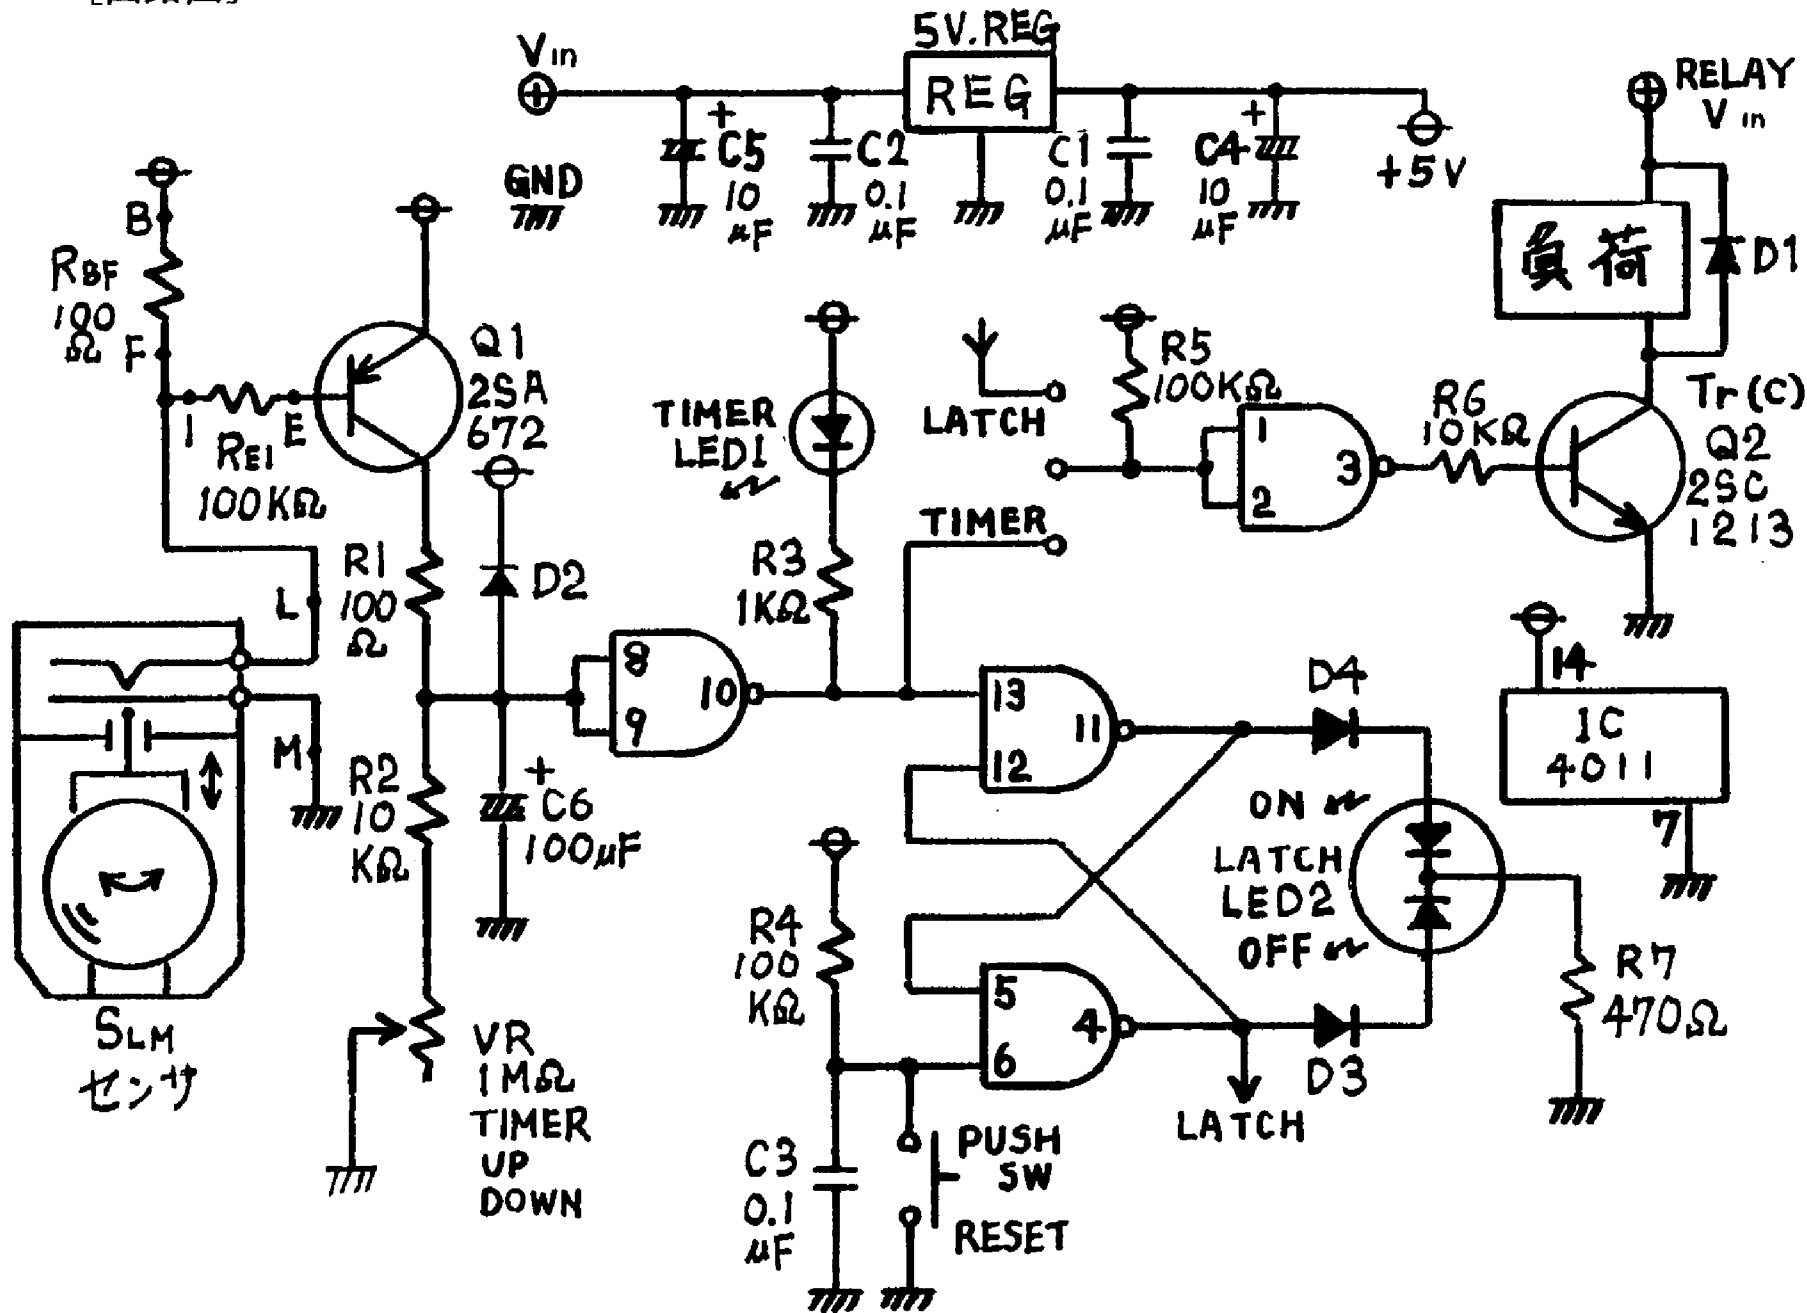 5V.REG
Vin
REG
RELAY
Vin
C5
10
μF
C2
0.1
μF
C1
0.1
μF
C4
10
μF
+5V
GND
B
RBF
100
Ω
F
I
E
RE1
100KΩ
Q1
2SA
672
負荷
D1
TIMER
LED1
LATCH
R5
100KΩ
1
2
3
R6
10KΩ
Tr(C)
Q2
2SC
1213
TIMER
R1
100
Ω
D2
R3
1KΩ
L
M
8
9
10
13
12
11
D4
14
IC
4011
7
R2
10
KΩ
C6
100μF
ON
LATCH
LED2
OFF
R4
100
KΩ
5
6
4
D3
R7
470Ω
SLM
センサ
VR
1MΩ
TIMER
UP
DOWN
LATCH
C3
0.1
μF
PUSH
SW
RESET